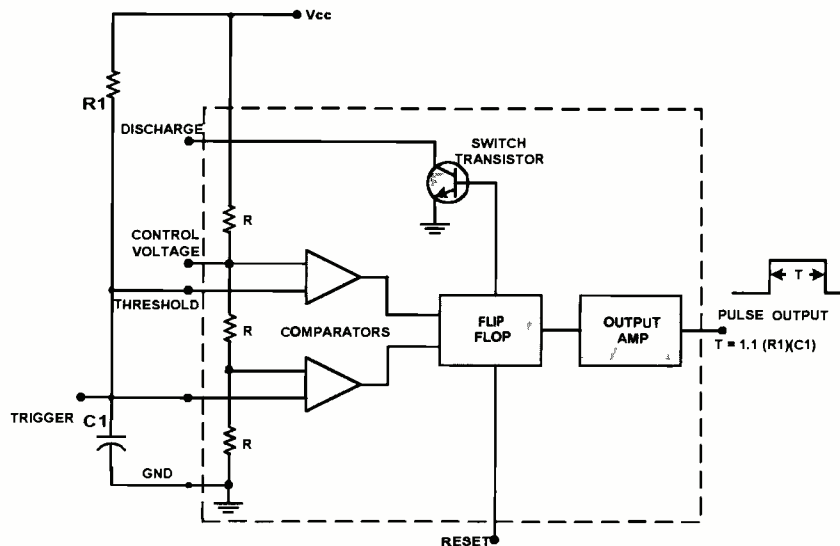 Vcc
R1
DISCHARGE
SWITCH
TRANSISTOR
R
CONTROL
VOLTAGE
THRESHOLD
R
COMPARATORS
FLIP
FLOP
OUTPUT
AMP
T
PULSE OUTPUT
T = 1.1 (R1)(C1)
TRIGGER
C1
R
GND
RESET